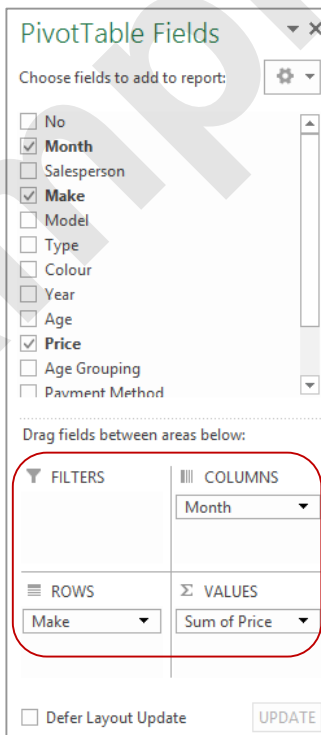 PivotTable Fields
Choose fields to add to report:
No
Month
Salesperson
Make
Model
Type
Colour
Year
Age
Price
Age Grouping
Payment Method
Drag fields between areas below:
FILTERS
COLUMNS
Month
ROWS
Σ VALUES
Make
Sum of Price
Defer Layout Update
UPDATE